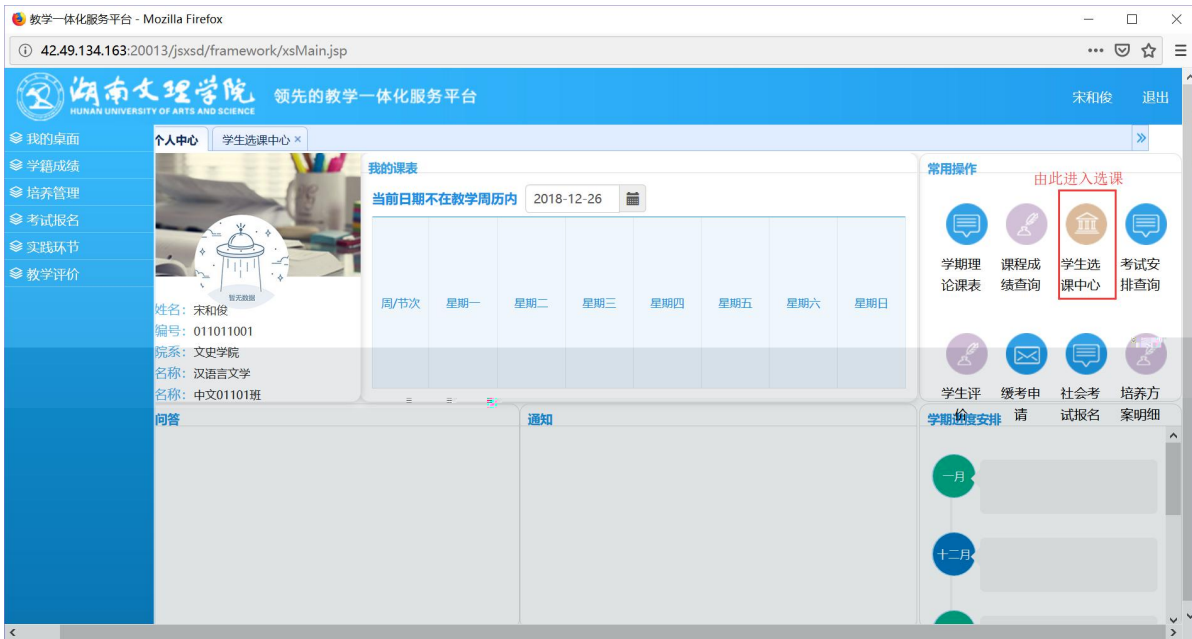 教学一体化服务平台 - Mozilla Firefox
42.49.134.163:20013/jsxsd/framework/xsMain.jsp
湖南文理学院
HUNAN UNIVERSITY OF ARTS AND SCIENCE
领先的教学一体化服务平台
宋和俊 退出
我的桌面
学籍成绩
培养管理
考试报名
实践环节
教学评价
个人中心 学生选课中心 ×
暂无数据
姓名：宋和俊
编号：011011001
院系：文史学院
名称：汉语言文学
名称：中文01101班
我的课表
当前日期不在教学周历内 2018-12-26
周/节次 星期一 星期二 星期三 星期四 星期五 星期六 星期日
常用操作
由此进入选课
学期理论课表
课程成绩查询
学生选课中心
考试安排查询
学生评价
缓考申请
社会考试报名
培养方案明细
问答
通知
学期进度安排
一月
十二月